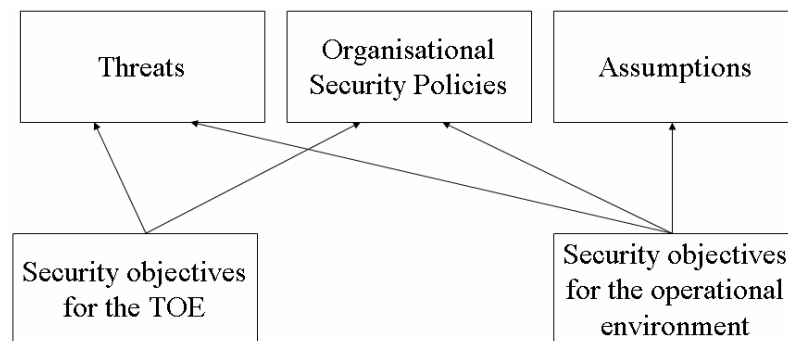 Threats
Organisational
Security Policies
Assumptions
Security objectives
for the TOE
Security objectives
for the operational
environment